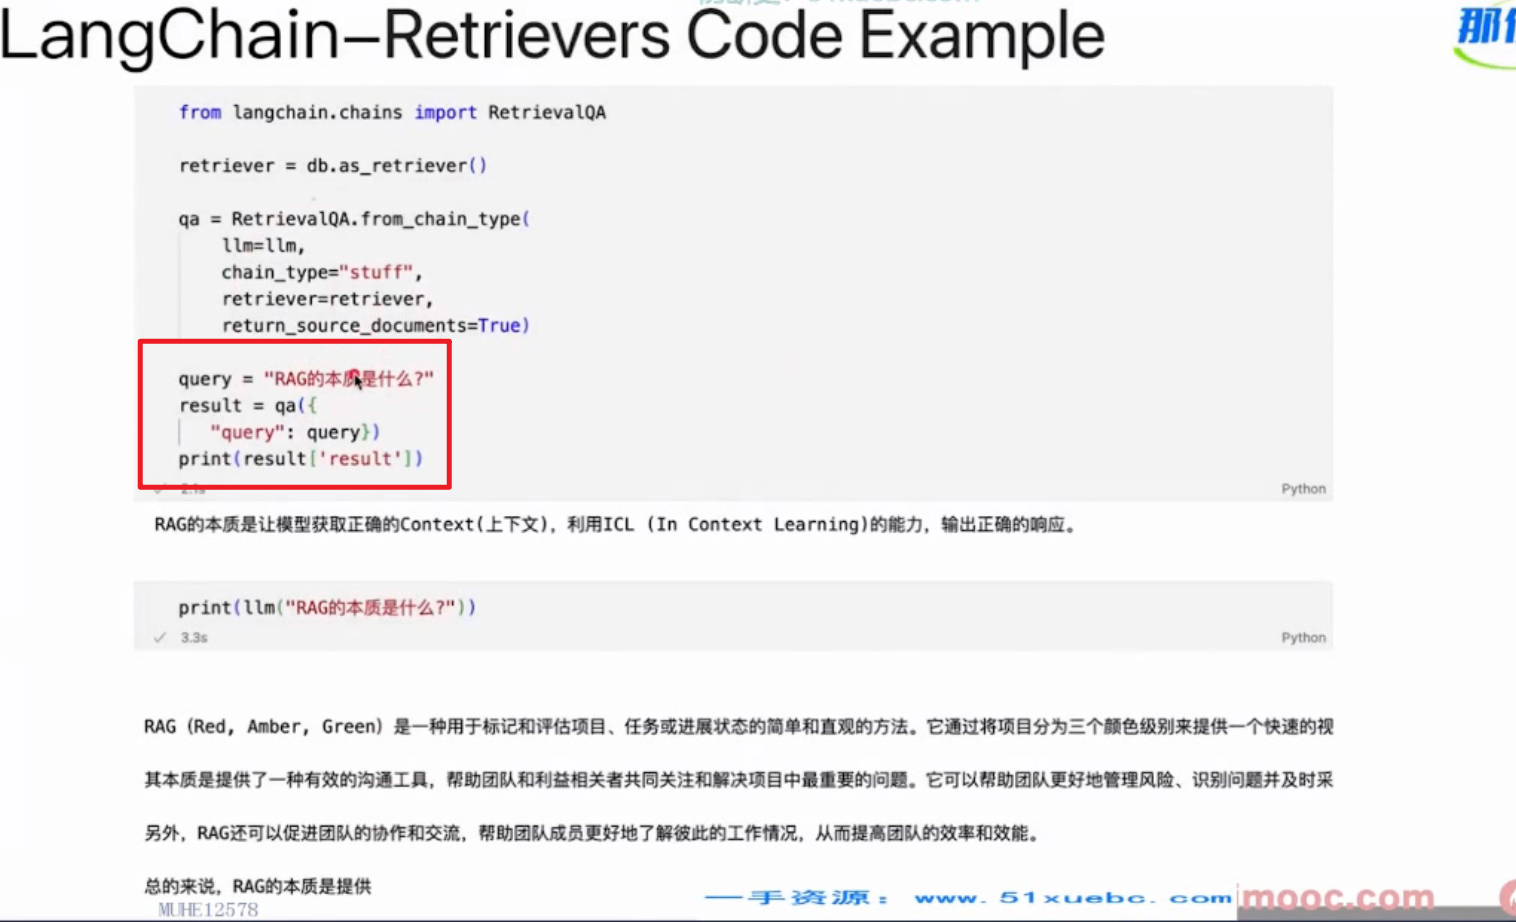 LangChain–Retrievers Code Example
from langchain.chains import RetrievalQA
retriever = db.as_retriever()
qa = RetrievalQA.from_chain_type(
llm=llm,
chain_type="stuff",
retriever=retriever,
return_source_documents=True)
query = "RAG的本质是什么?"
result = qa({
"query": query})
print(result['result'])
2.1s
Python
RAG的本质是让模型获取正确的Context(上下文)，利用ICL (In Context Learning)的能力，输出正确的响应。
print(llm("RAG的本质是什么?"))
3.3s
Python
RAG（Red, Amber, Green）是一种用于标记和评估项目、任务或进展状态的简单和直观的方法。它通过将项目分为三个颜色级别来提供一个快速的视
其本质是提供了一种有效的沟通工具，帮助团队和利益相关者共同关注和解决项目中最重要的问题。它可以帮助团队更好地管理风险、识别问题并及时采
另外，RAG还可以促进团队的协作和交流，帮助团队成员更好地了解彼此的工作情况，从而提高团队的效率和效能。
总的来说，RAG的本质是提供
MUHE12578
一手资源：www.51xuebc.com
imooc.com